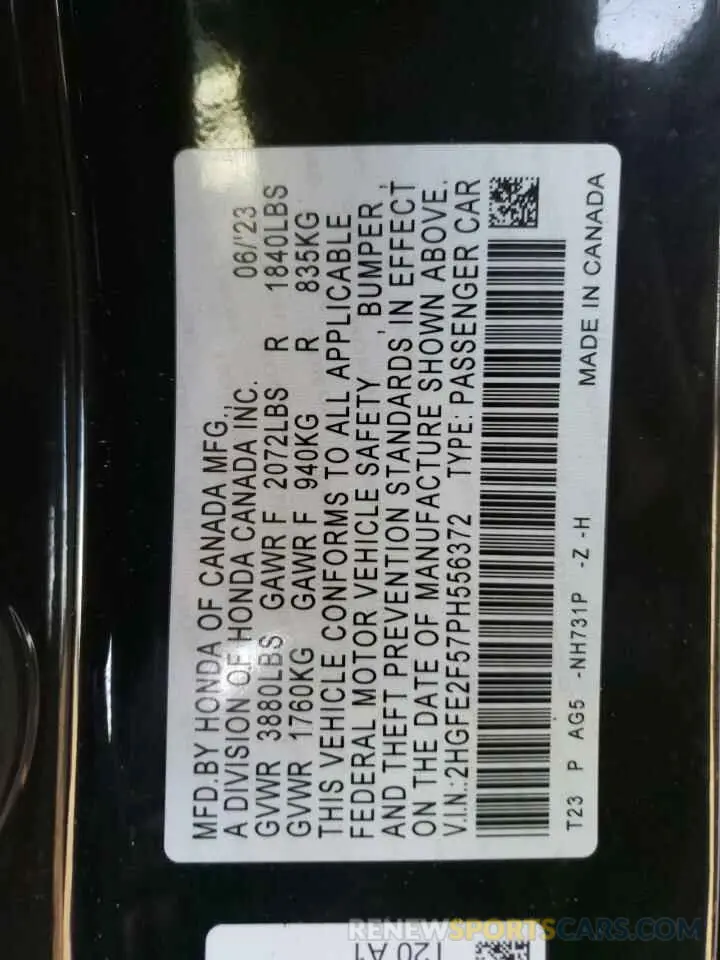 MFD.BY HONDA OF CANADA MFG.,
A DIVISION OF HONDA CANADA INC. 06/'23
GVWR 3880LBS GAWR F 2072LBS R 1840LBS
GVWR 1760KG GAWR F 940KG R 835KG
THIS VEHICLE CONFORMS TO ALL APPLICABLE
FEDERAL MOTOR VEHICLE SAFETY , BUMPER ,
AND THEFT PREVENTION STANDARDS IN EFFECT
ON THE DATE OF MANUFACTURE SHOWN ABOVE.
V.I.N.:2HGFE2F57PH556372 TYPE: PASSENGER CAR
T23 P AG5 -NH731P -Z -H MADE IN CANADA
T20 A1
RENEWSPORTSCARS.COM